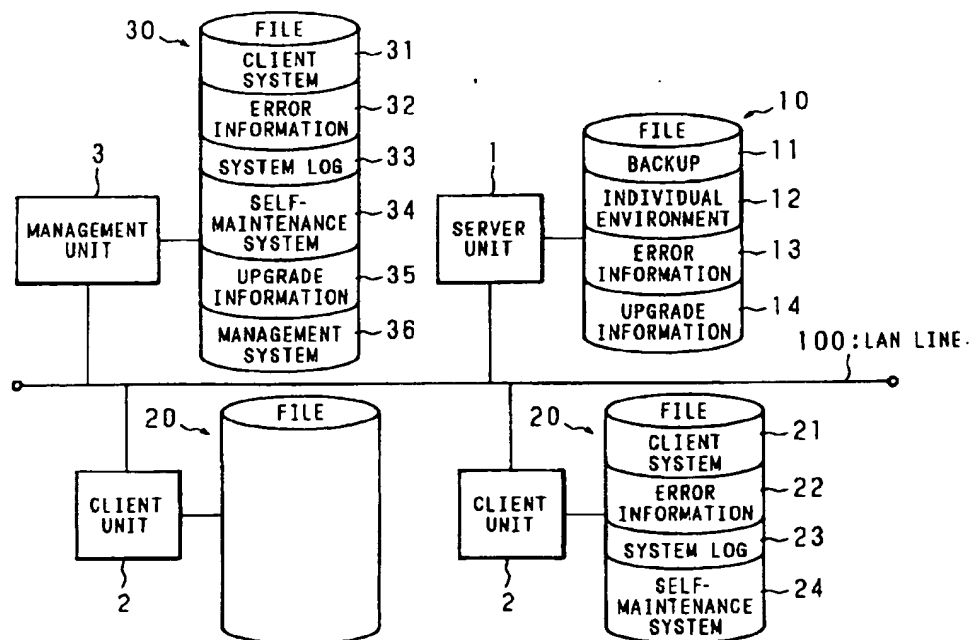 30
FILE
CLIENT
SYSTEM
31
ERROR
INFORMATION
32
SYSTEM LOG
33
SELF-
MAINTENANCE
SYSTEM
34
UPGRADE
INFORMATION
35
MANAGEMENT
SYSTEM
36
3
MANAGEMENT
UNIT
1
SERVER
UNIT
10
FILE
BACKUP
11
INDIVIDUAL
ENVIRONMENT
12
ERROR
INFORMATION
13
UPGRADE
INFORMATION
14
100:LAN LINE.
20
FILE
CLIENT
UNIT
2
20
FILE
CLIENT
SYSTEM
21
ERROR
INFORMATION
22
SYSTEM LOG
23
SELF-
MAINTENANCE
SYSTEM
24
CLIENT
UNIT
2